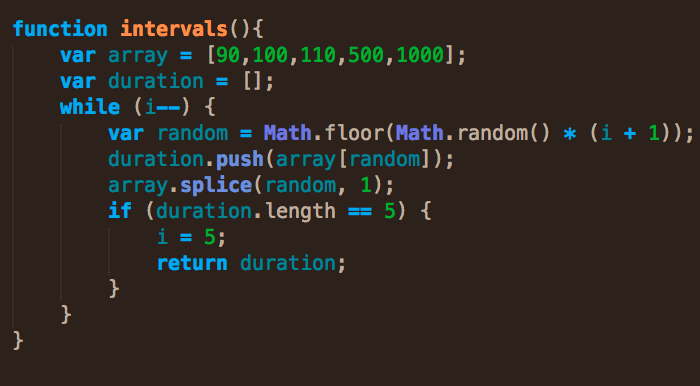 function intervals(){
    var array = [90,100,110,500,1000];
    var duration = [];
    while (i--) {
        var random = Math.floor(Math.random() * (i + 1));
        duration.push(array[random]);
        array.splice(random, 1);
        if (duration.length == 5) {
            i = 5;
            return duration;
        }
    }
}